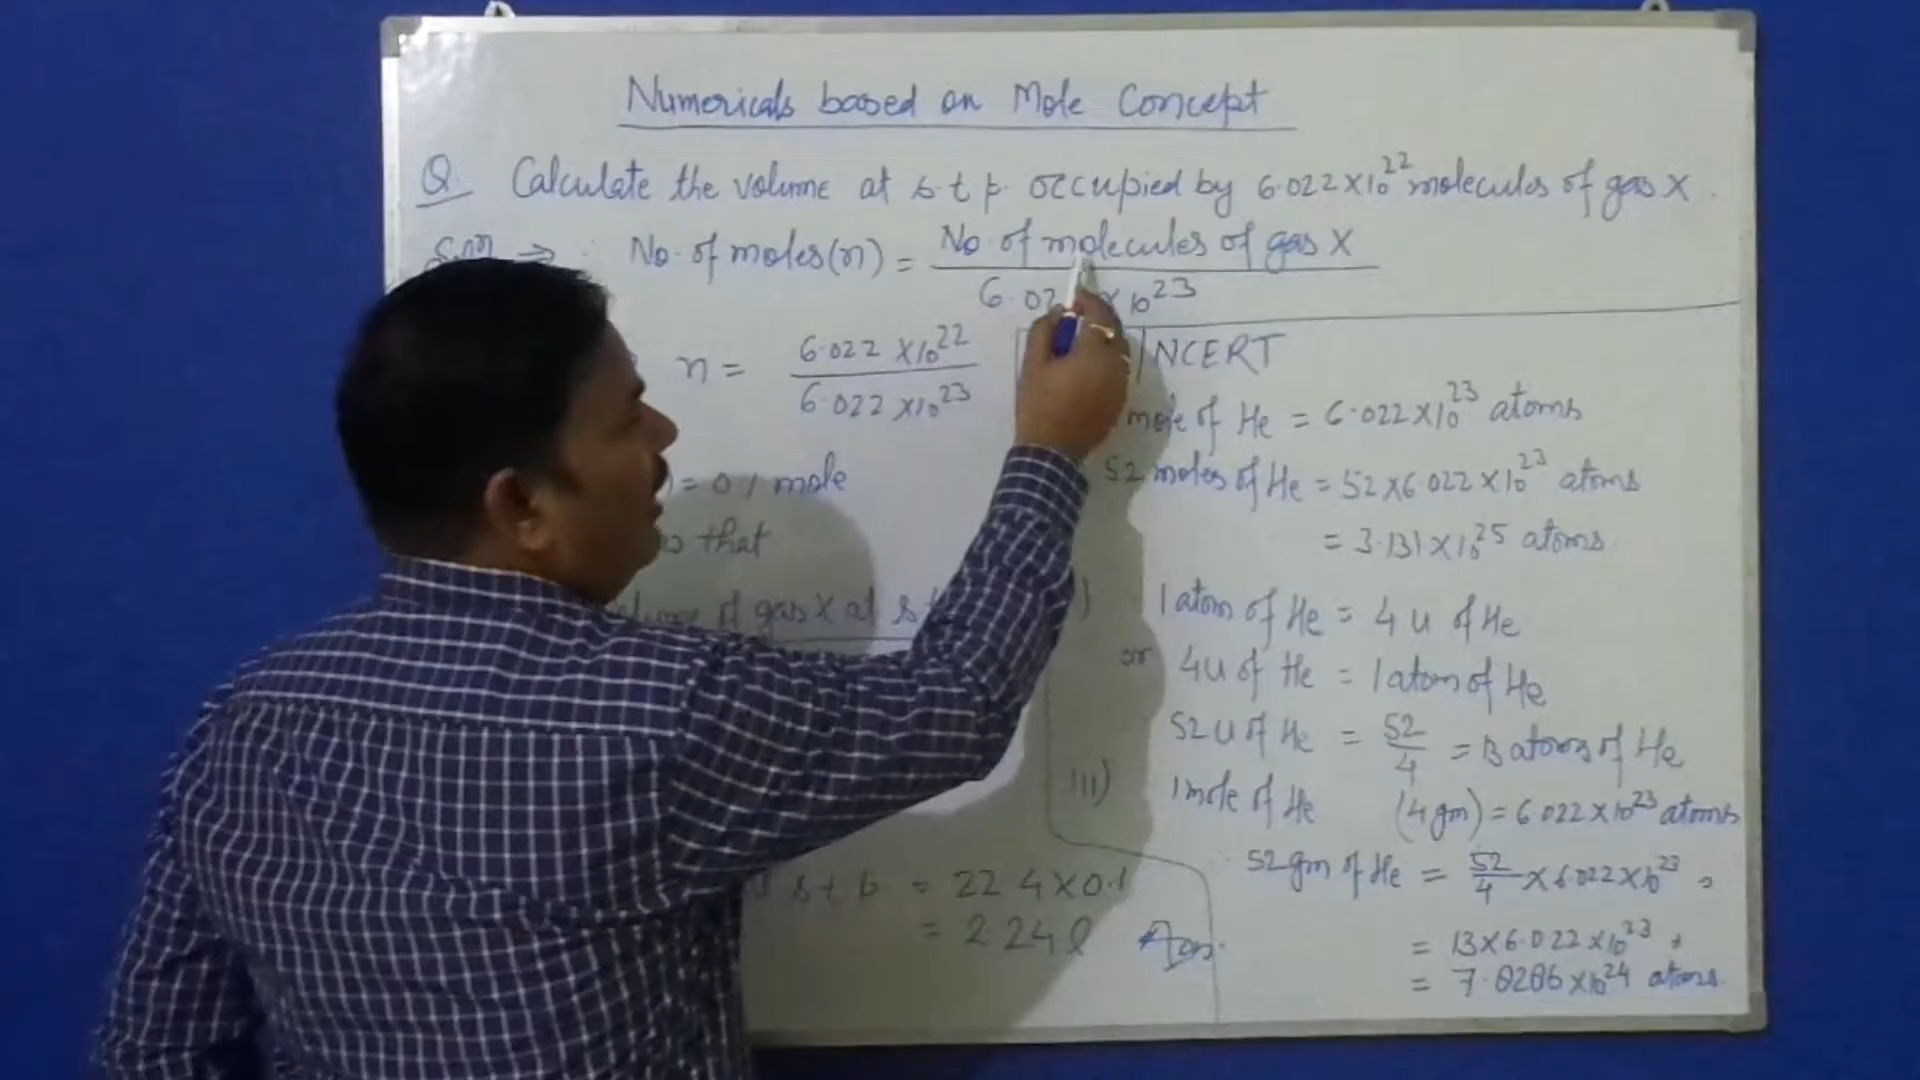 Numericals based on Mole Concept
Q. Calculate the volume at s.t.p. occupied by 6.022×10²² molecules of gas X.
Soln → No. of moles(n) = No. of molecules of gas X
6.02 × 10²³
n = 6.022 ×10²²
6.022 ×10²³
= 0.1 mole
that
of gas X at s
s t p = 22.4×0.1
= 2.24 l Ans.
NCERT
mole of He = 6.022×10²³ atoms
52 moles of He = 52×6.022×10²³ atoms
= 3.131×10²⁵ atoms
1 atom of He = 4 u of He
or 4u of He = 1 atom of He
52 u of He = 52/4 = 13 atoms of He
III) 1 mole of He (4 gm) = 6.022×10²³ atoms
52 gm of He = 52/4 × 6.022×10²³
= 13×6.022×10²³
= 7.8286×10²⁴ atoms.